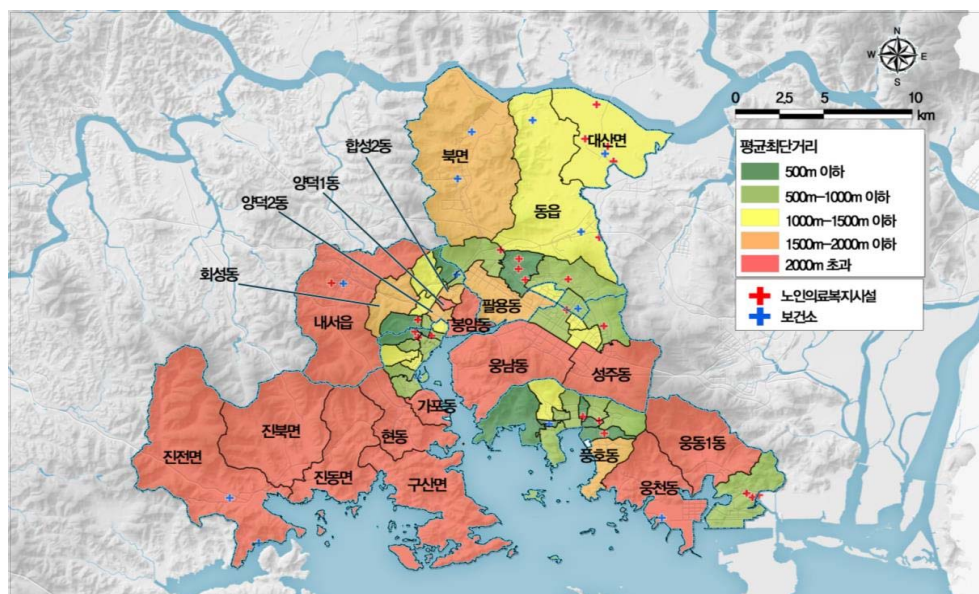 N
W E
S
0 2.5 5 10
km
평균최단거리
500m 이하
500m-1000m 이하
1000m-1500m 이하
1500m-2000m 이하
2000m 초과
노인의료복지시설
보건소
합성2동
양덕1동
양덕2동
화성동
북면
대산면
동읍
내서읍
봉암동
팔용동
웅남동
성주동
가포동
현동
진북면
진전면
진동면
구산면
풍호동
웅동1동
웅천동